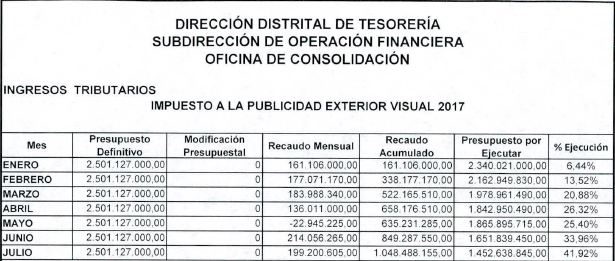 DIRECCIÓN DISTRITAL DE TESORERÍA
SUBDIRECCIÓN DE OPERACIÓN FINANCIERA
OFICINA DE CONSOLIDACIÓN
INGRESOS TRIBUTARIOS
IMPUESTO A LA PUBLICIDAD EXTERIOR VISUAL 2017
Mes Presupuesto Definitivo Modificación Presupuestal Recaudo Mensual Recaudo Acumulado Presupuesto por Ejecutar % Ejecución
ENERO 2.501.127.000,00 0 161.106.000,00 161.106.000,00 2.340.021.000,00 6,44%
FEBRERO 2.501.127.000,00 0 177.071.170,00 338.177.170,00 2.162.949.830,00 13,52%
MARZO 2.501.127.000,00 0 183.988.340,00 522.165.510,00 1.978.961.490,00 20,88%
ABRIL 2.501.127.000,00 0 136.011.000,00 658.176.510,00 1.842.950.490,00 26,32%
MAYO 2.501.127.000,00 0 -22.945.225,00 635.231.285,00 1.865.895.715,00 25,40%
JUNIO 2.501.127.000,00 0 214.056.265,00 849.287.550,00 1.651.839.450,00 33,96%
JULIO 2.501.127.000,00 0 199.200.605,00 1.048.488.155,00 1.452.638.845,00 41,92%